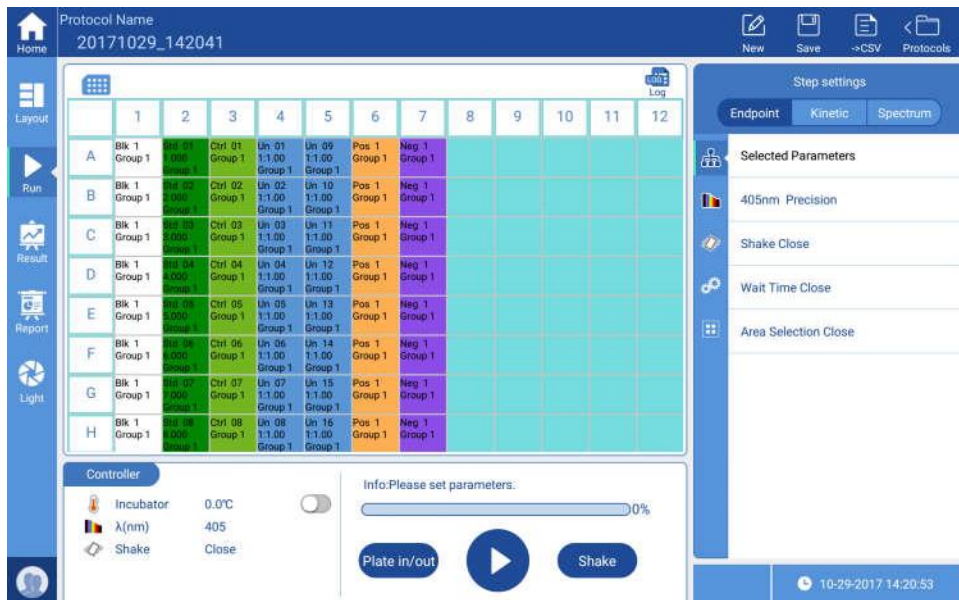 Protocol Name
20171029_142041
Home
New
Save
->CSV
Protocols
Layout
Run
Result
Report
Light
Log
1 2 3 4 5 6 7 8 9 10 11 12
A
Blk 1
Group 1
Std 01
1.000
Group 1
Ctrl 01
Group 1
Un 01
1:1.00
Group 1
Un 09
1:1.00
Group 1
Pos 1
Group 1
Neg 1
Group 1
B
Blk 1
Group 1
Std 02
2.000
Group 1
Ctrl 02
Group 1
Un 02
1:1.00
Group 1
Un 10
1:1.00
Group 1
Pos 1
Group 1
Neg 1
Group 1
C
Blk 1
Group 1
Std 03
3.000
Group 1
Ctrl 03
Group 1
Un 03
1:1.00
Group 1
Un 11
1:1.00
Group 1
Pos 1
Group 1
Neg 1
Group 1
D
Blk 1
Group 1
Std 04
4.000
Group 1
Ctrl 04
Group 1
Un 04
1:1.00
Group 1
Un 12
1:1.00
Group 1
Pos 1
Group 1
Neg 1
Group 1
E
Blk 1
Group 1
Std 05
5.000
Group 1
Ctrl 05
Group 1
Un 05
1:1.00
Group 1
Un 13
1:1.00
Group 1
Pos 1
Group 1
Neg 1
Group 1
F
Blk 1
Group 1
Std 06
6.000
Group 1
Ctrl 06
Group 1
Un 06
1:1.00
Group 1
Un 14
1:1.00
Group 1
Pos 1
Group 1
Neg 1
Group 1
G
Blk 1
Group 1
Std 07
7.000
Group 1
Ctrl 07
Group 1
Un 07
1:1.00
Group 1
Un 15
1:1.00
Group 1
Pos 1
Group 1
Neg 1
Group 1
H
Blk 1
Group 1
Std 08
8.000
Group 1
Ctrl 08
Group 1
Un 08
1:1.00
Group 1
Un 16
1:1.00
Group 1
Pos 1
Group 1
Neg 1
Group 1
Controller
Incubator 0.0℃
λ(nm) 405
Shake Close
Info:Please set parameters.
0%
Plate in/out
Shake
Step settings
Endpoint Kinetic Spectrum
Selected Parameters
405nm Precision
Shake Close
Wait Time Close
Area Selection Close
10-29-2017 14:20:53